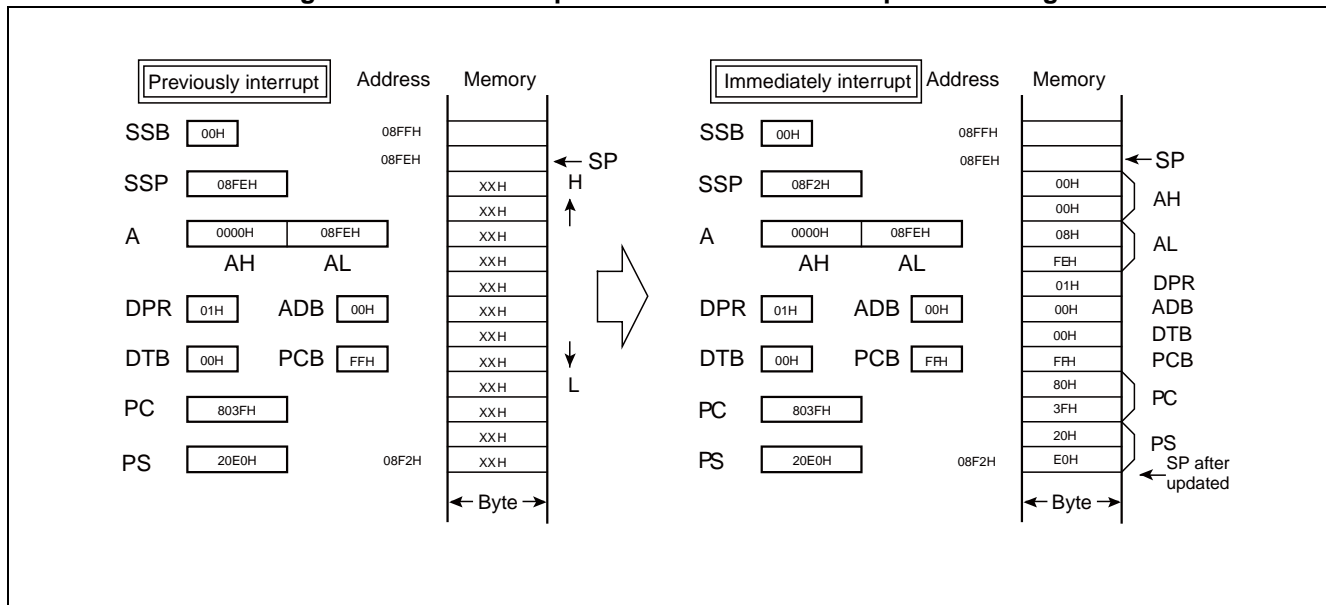 Previously interrupt Address Memory
SSB 00H 08FFH
08FEH
SP
SSP 08FEH XXH H
XXH
A 0000H 08FEH XXH
AH AL XXH
DPR 01H ADB 00H XXH
XXH
XXH
DTB 00H PCB FFH XXH
L
PC 803FH XXH
XXH
XXH
PS 20E0H 08F2H XXH
Byte
Immediately interrupt Address Memory
SSB 00H 08FFH
08FEH
SP
SSP 08F2H 00H
00H
AH
A 0000H 08FEH 08H
AL
AH AL FEH
DPR 01H ADB 00H 01H DPR
00H ADB
00H DTB
DTB 00H PCB FFH FFH PCB
80H
PC 803FH 3FH
PC
20H
PS
PS 20E0H 08F2H E0H
SP after
updated
Byte